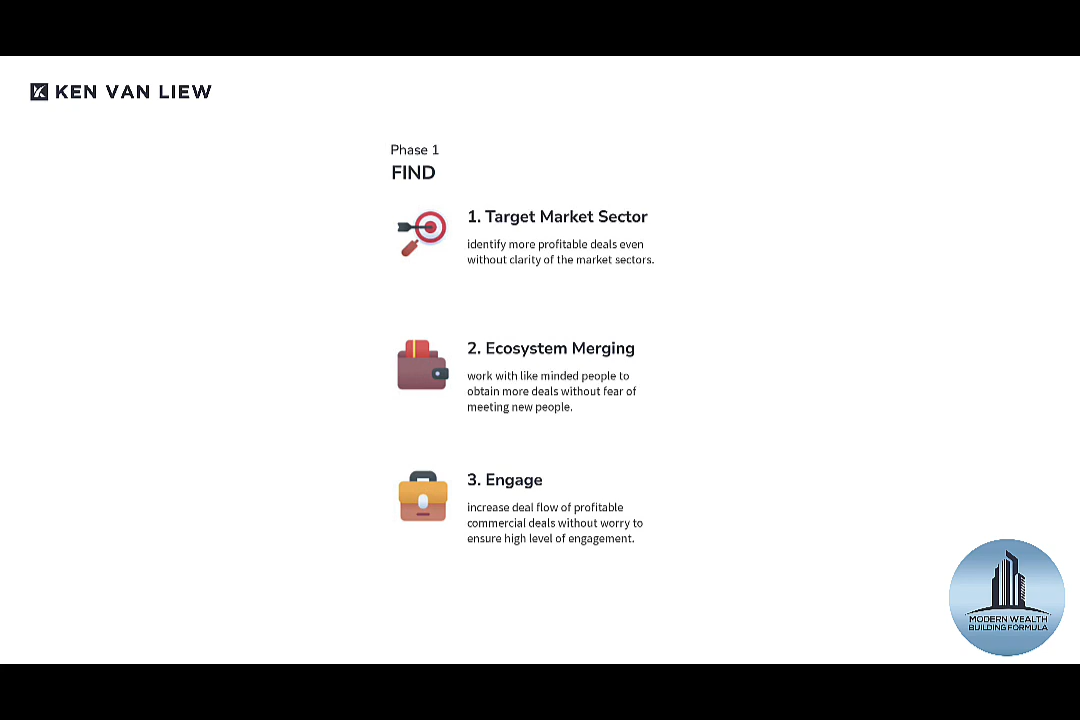 KEN VAN LIEW
Phase 1
FIND
1. Target Market Sector
identify more profitable deals even
without clarity of the market sectors.
2. Ecosystem Merging
work with like minded people to
obtain more deals without fear of
meeting new people.
3. Engage
increase deal flow of profitable
commercial deals without worry to
ensure high level of engagement.
MODERN WEALTH
BUILDING FORMULA